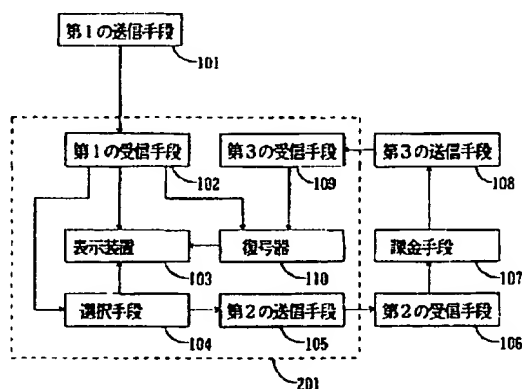 第1の送信手段
101
第1の受信手段
102
第3の受信手段
109
第3の送信手段
108
表示装置
103
復号器
110
課金手段
107
選択手段
104
第2の送信手段
105
第2の受信手段
106
201